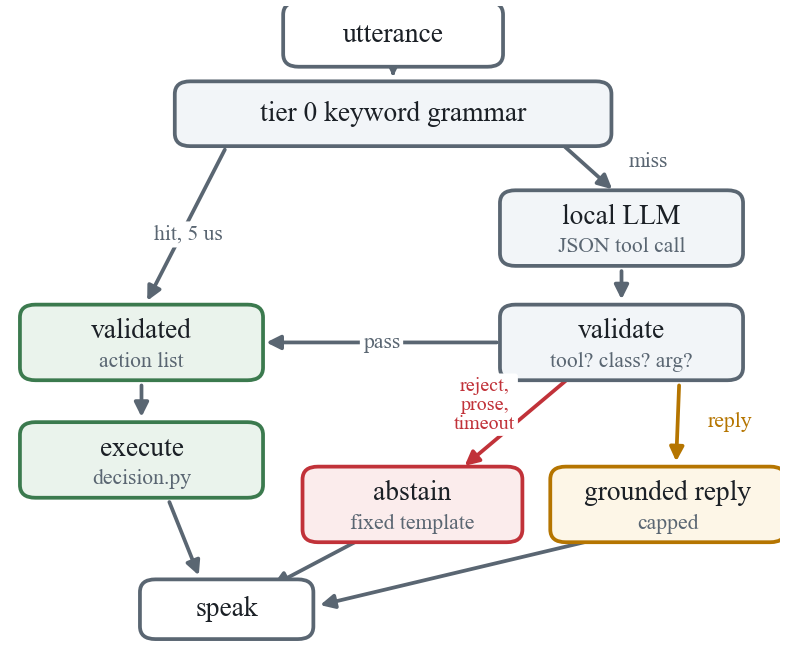 utterance
tier 0 keyword grammar
miss
local LLM
JSON tool call
hit, 5 us
validated
action list
pass
validate
tool? class? arg?
reject,
prose,
timeout
reply
execute
decision.py
abstain
fixed template
grounded reply
capped
speak